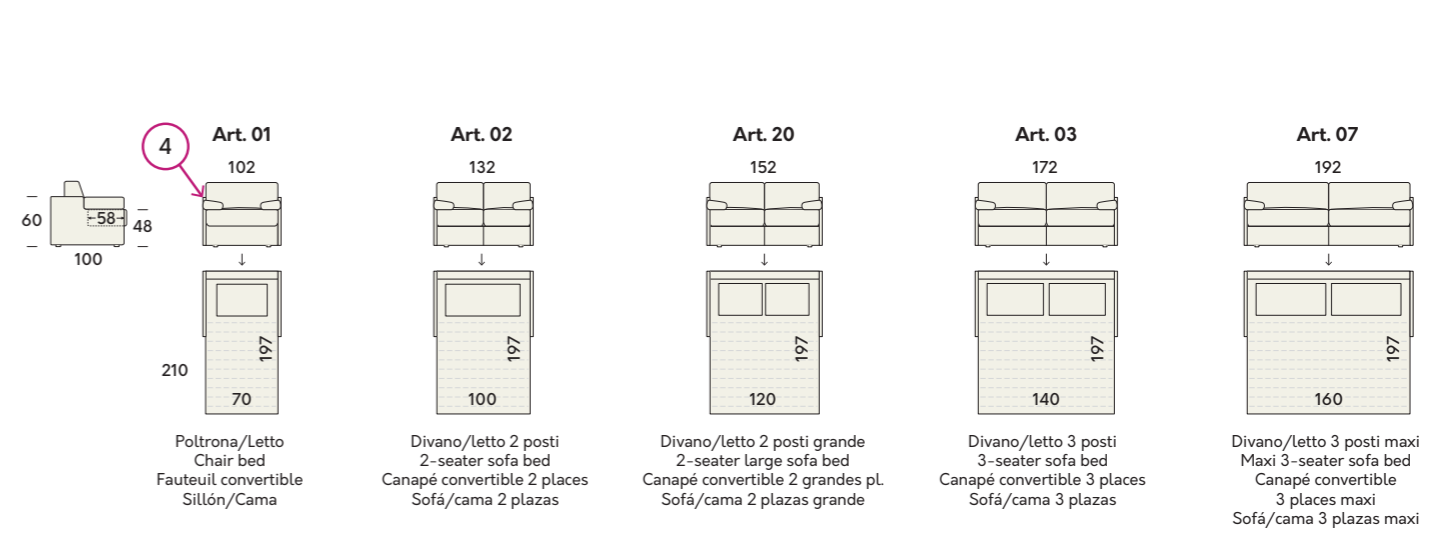 4
Art. 01
102
60
58
48
100
210
197
70
Poltrona/Letto
Chair bed
Fauteuil convertible
Sillón/Cama
Art. 02
132
197
100
Divano/letto 2 posti
2-seater sofa bed
Canapé convertible 2 places
Sofá/cama 2 plazas
Art. 20
152
197
120
Divano/letto 2 posti grande
2-seater large sofa bed
Canapé convertible 2 grandes pl.
Sofá/cama 2 plazas grande
Art. 03
172
197
140
Divano/letto 3 posti
3-seater sofa bed
Canapé convertible 3 places
Sofá/cama 3 plazas
Art. 07
192
197
160
Divano/letto 3 posti maxi
Maxi 3-seater sofa bed
Canapé convertible
3 places maxi
Sofá/cama 3 plazas maxi